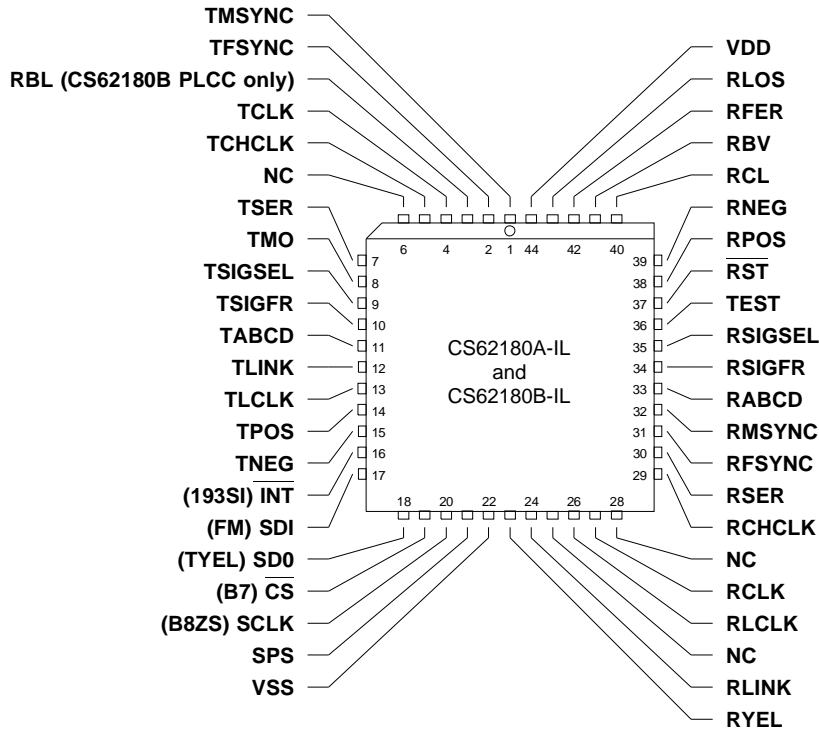 TMSYNC
TFSYNC
RBL (CS62180B PLCC only)
TCLK
TCHCLK
NC
TSER
TMO
TSIGSEL
TSIGFR
TABCD
TLINK
TLCLK
TPOS
TNEG
(193SI) INT
(FM) SDI
(TYEL) SD0
(B7) CS
(B8ZS) SCLK
SPS
VSS
VDD
RLOS
RFER
RBV
RCL
RNEG
RPOS
RST
TEST
RSIGSEL
RSIGFR
RABCD
RMSYNC
RFSYNC
RSER
RCHCLK
NC
RCLK
RLCLK
NC
RLINK
RYEL
6 4 2 1 44 42 40
7
8
9
10
11
12
13
14
15
16
17
39
38
37
36
35
34
33
32
31
30
29
CS62180A-IL
and
CS62180B-IL
18 20 22 24 26 28